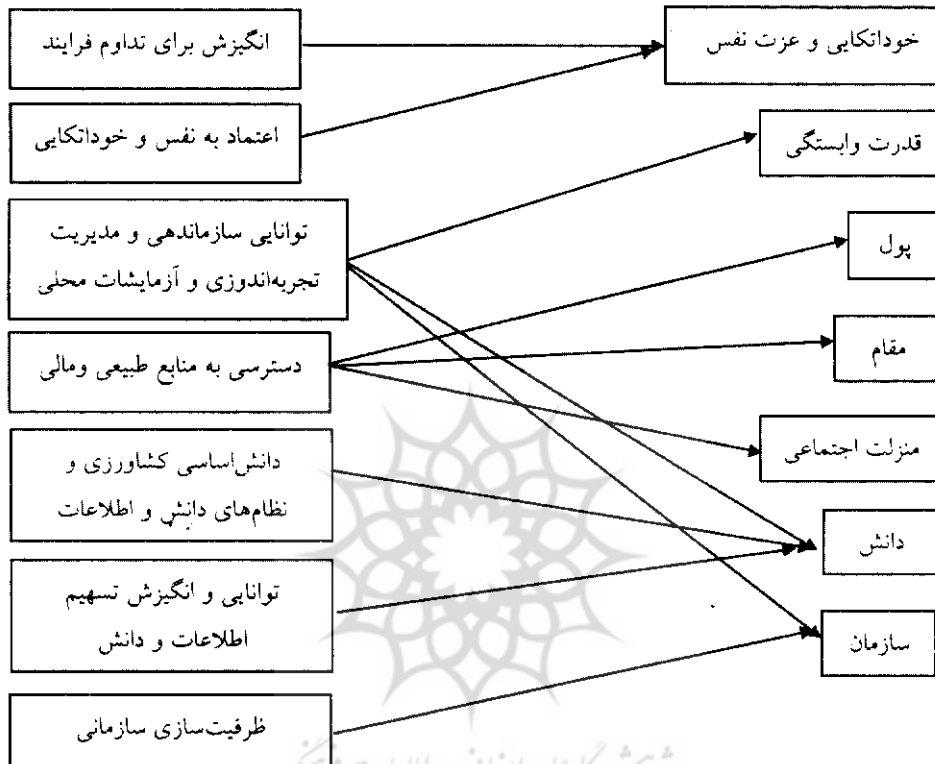 خوداتکایی و عزت نفس
قدرت وابستگی
پول
مقام
منزلت اجتماعی
دانش
سازمان
انگیزش برای تداوم فرایند
اعتماد به نفس و خوداتکایی
توانایی سازماندهی و مدیریت
تجربه‌اندوزی و آزمایشات محلی
دسترسی به منابع طبیعی ومالی
دانش‌اساسی کشاورزی و
نظام‌های دانش و اطلاعات
توانایی و انگیزش تسهیم
اطلاعات و دانش
ظرفیت‌سازی سازمانی